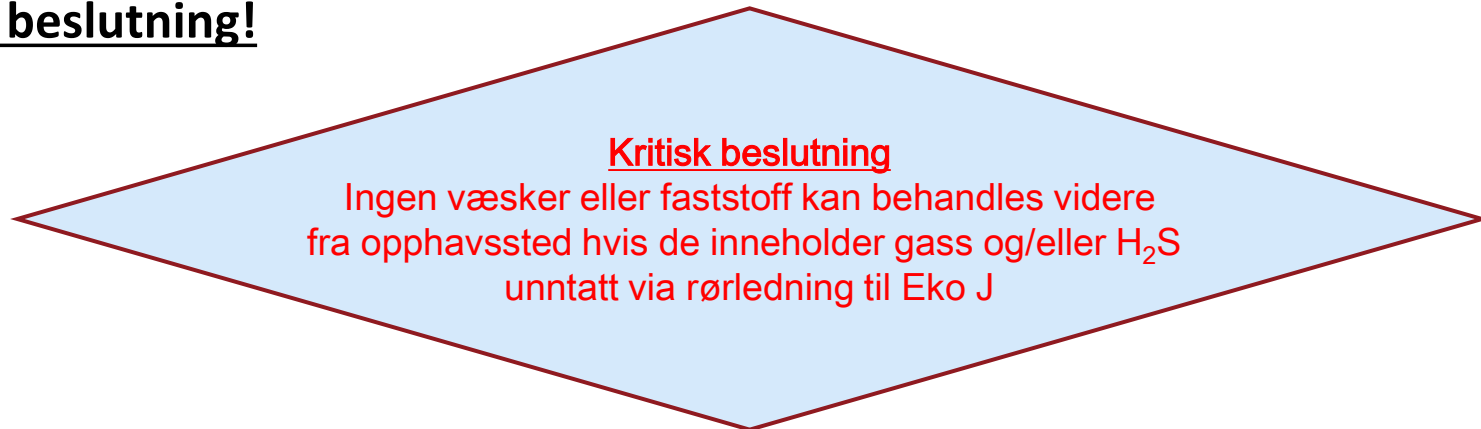 beslutning!
Kritisk beslutning
Ingen væsker eller faststoff kan behandles videre
fra opphavssted hvis de inneholder gass og/eller H₂S
unntatt via rørledning til Eko J